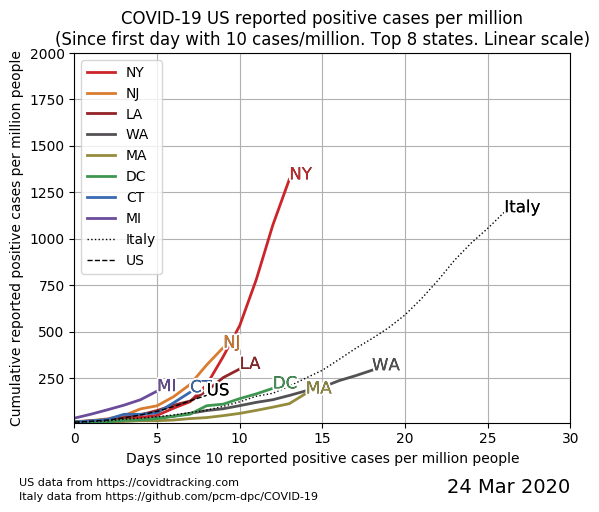 COVID-19 US reported positive cases per million
(Since first day with 10 cases/million. Top 8 states. Linear scale)
Cumulative reported positive cases per million people
2000
1750
1500
1250
1000
750
500
250
NY
NJ
LA
WA
MA
DC
CT
MI
Italy
US
NY
Italy
NJ
LA
WA
DC
MA
MI
CT
US
0
5
10
15
20
25
30
Days since 10 reported positive cases per million people
US data from https://covidtracking.com
Italy data from https://github.com/pcm-dpc/COVID-19
24 Mar 2020